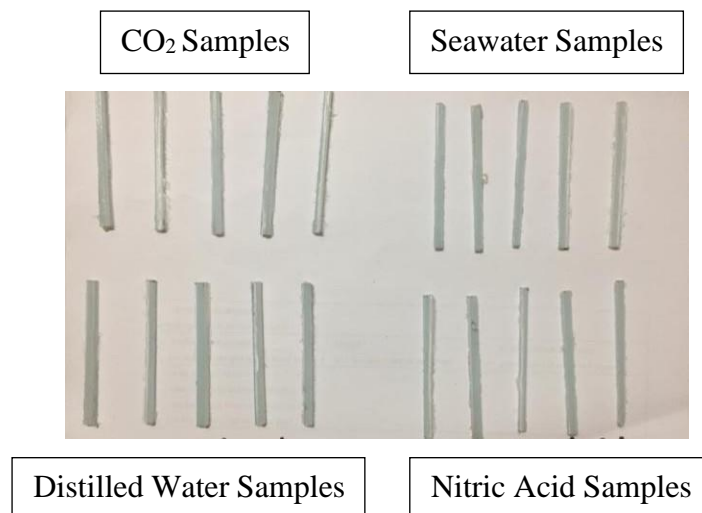 CO₂ Samples
Seawater Samples
Distilled Water Samples
Nitric Acid Samples